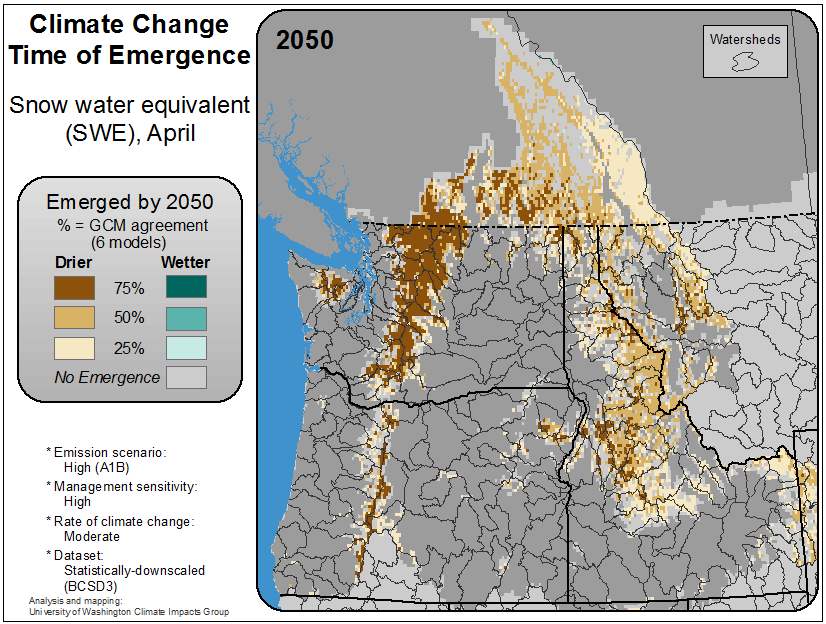 Climate Change
Time of Emergence
Snow water equivalent
(SWE), April
Emerged by 2050
% = GCM agreement
(6 models)
Drier Wetter
75%
50%
25%
No Emergence
* Emission scenario:
High (A1B)
* Management sensitivity:
High
* Rate of climate change:
Moderate
* Dataset:
Statistically-downscaled
(BCSD3)
Analysis and mapping:
University of Washington Climate Impacts Group
2050
Watersheds